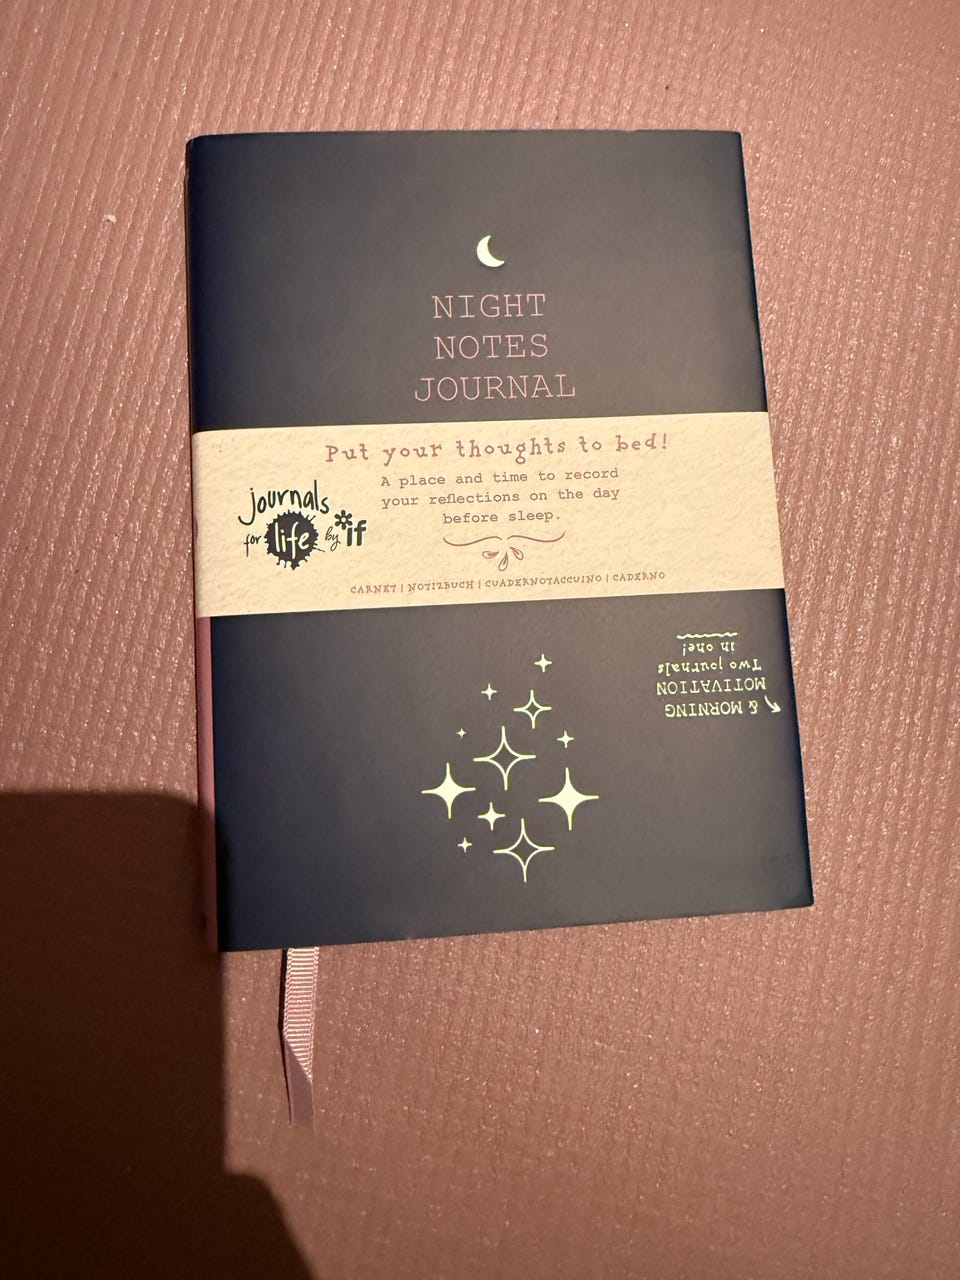 NIGHT
NOTES
JOURNAL
Put your thoughts to bed!
A place and time to record
your reflections on the day
before sleep.
journals
for life by if
CARNET | NOTIZBUCH | CUADERNOTACCUINO | CADERNO
& MORNING
MOTIVATION
Two journals
in one!